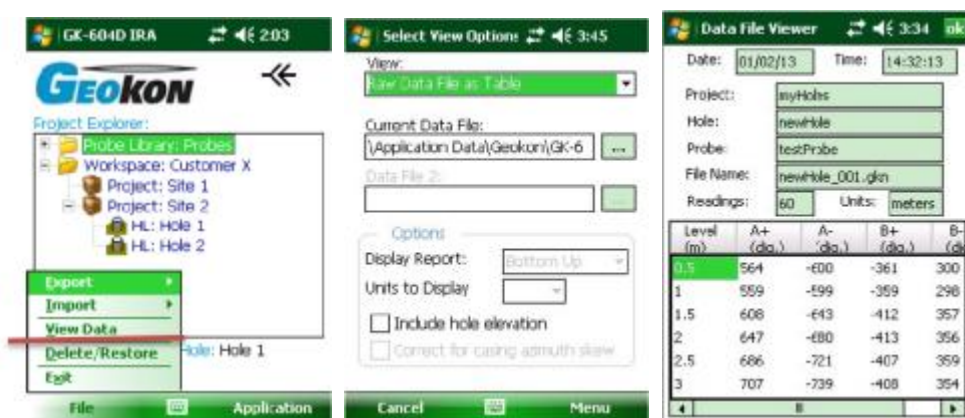 GK-604D IRA 2:03
GEOKON
Project Explorer:
Probe Library: Probes
Workspace: Customer X
Project: Site 1
Project: Site 2
HL: Hole 1
HL: Hole 2
Export
Import
View Data
Delete/Restore
Exit
Hole: Hole 1
File Application
Select View Options 3:45
View:
Raw Data File as Table
Current Data File:
\Application Data\Geokon\GK-6 ...
Data File 2:
...
Options
Display Report: Bottom Up
Units to Display
Include hole elevation
Correct for casing azimuth skew
Cancel Menu
Data File Viewer 3:34 ok
Date: 01/02/13 Time: 14:32:13
Project: myHoles
Hole: newHole
Probe: testProbe
File Name: newHole_001.gkn
Readings: 60 Units: meters
Level A+ A- B+ B-
(m) (dig.) (dig.) (dig.) (di
0.5 564 -600 -361 300
1 559 -599 -359 298
1.5 608 -643 -412 357
2 647 -680 -413 356
2.5 686 -721 -407 359
3 707 -739 -408 354